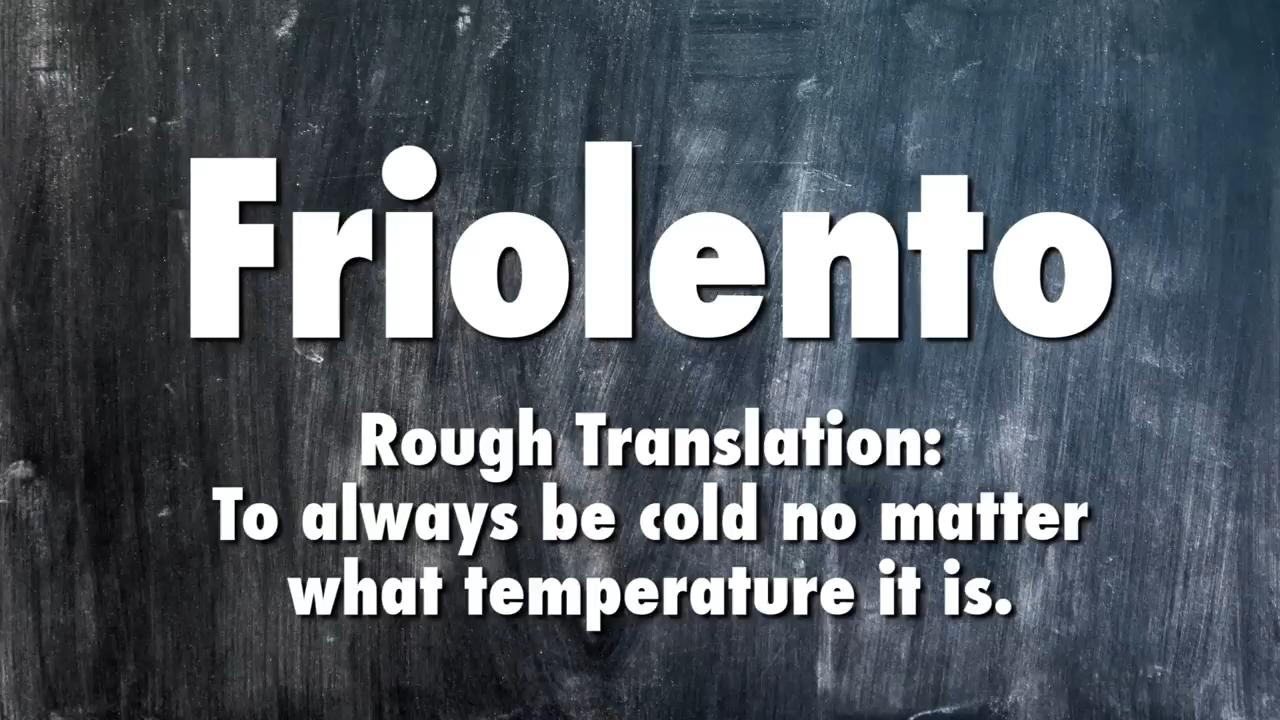 Friolento
Rough Translation:
To always be cold no matter
what temperature it is.